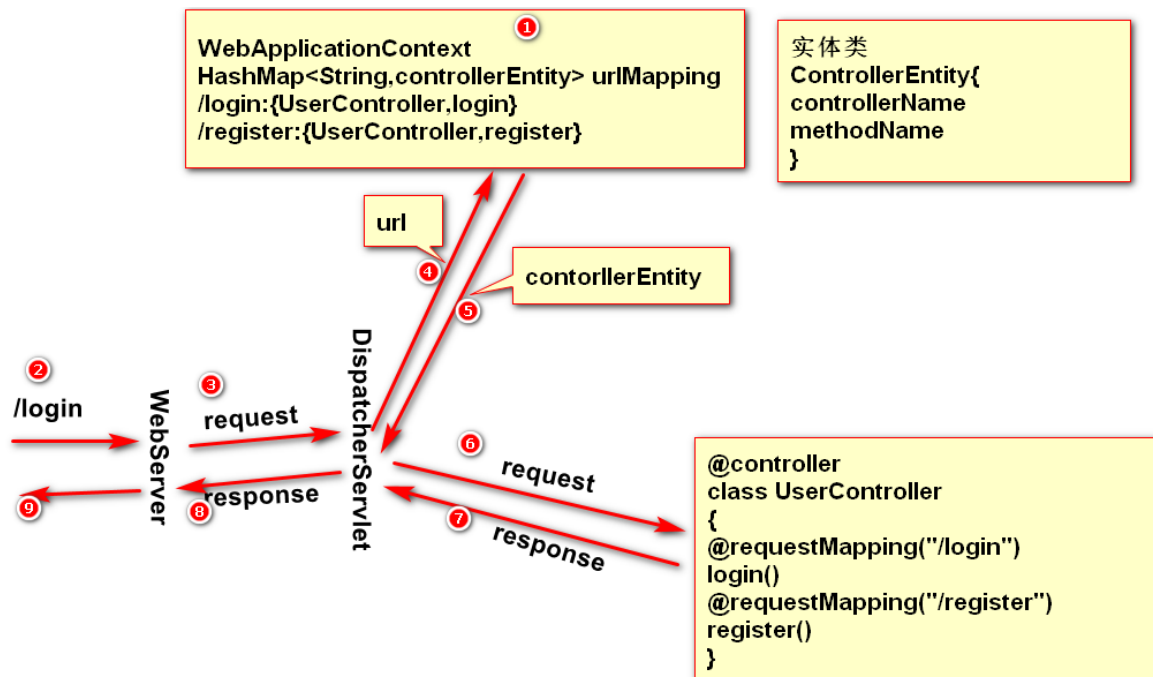 ①
WebApplicationContext
HashMap<String,controllerEntity> urlMapping
/login:{UserController,login}
/register:{UserController,register}
实体类
ControllerEntity{
controllerName
methodName
}
url
④
contorllerEntity
⑤
②
/login
WebServer
③
request
DispatcherServlet
response
⑧
⑨
⑥
request
⑦
response
@controller
class UserController
{
@requestMapping("/login")
login()
@requestMapping("/register")
register()
}